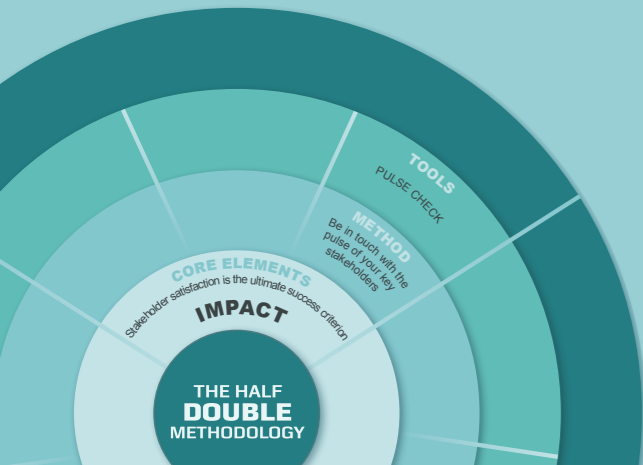 TOOLS
PULSE CHECK
METHOD
Be in touch with the
pulse of your key
stakeholders
CORE ELEMENTS
Stakeholder satisfaction is the ultimate success criterion
IMPACT
THE HALF
DOUBLE
METHODOLOGY